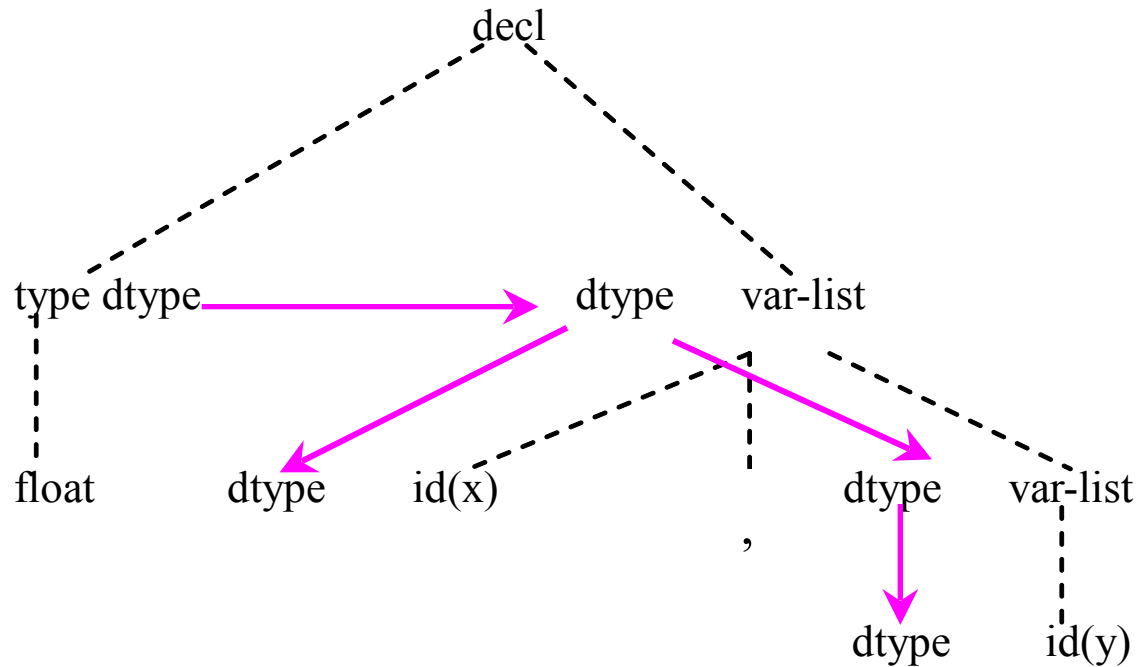 decl
type dtype dtype var-list
float dtype id(x) dtype var-list
,
dtype id(y)